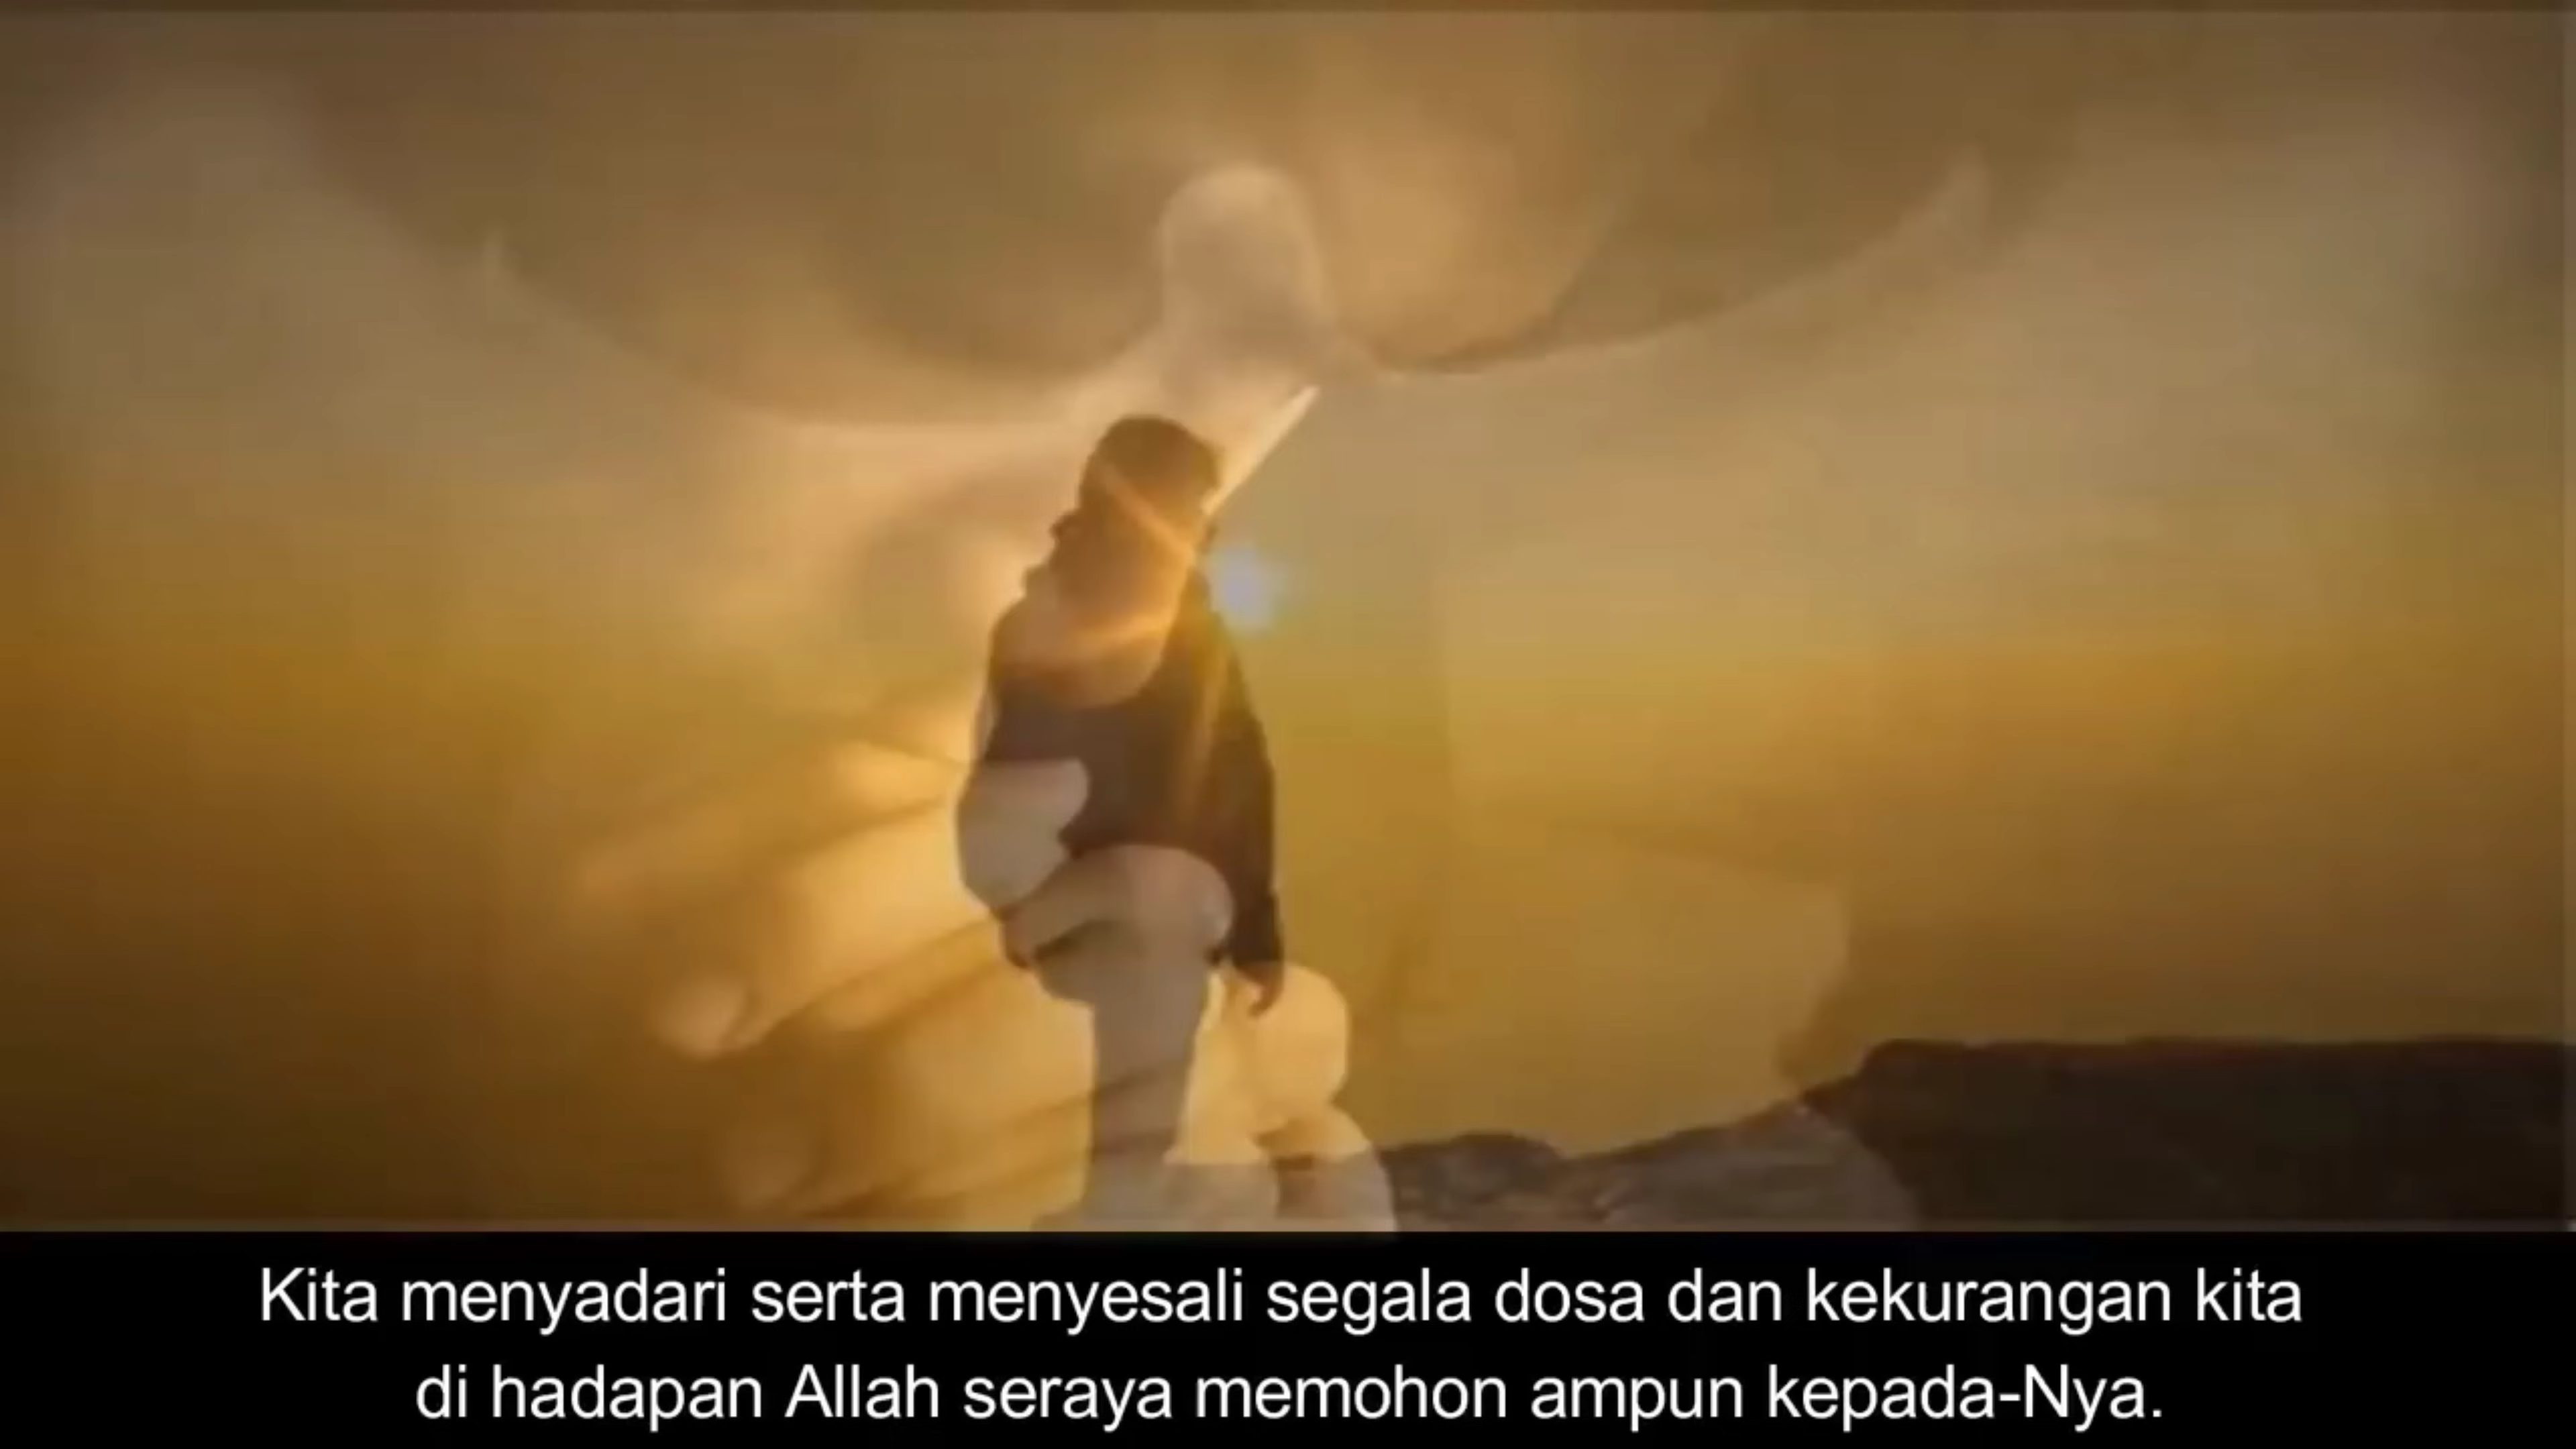 Kita menyadari serta menyesali segala dosa dan kekurangan kita
di hadapan Allah seraya memohon ampun kepada-Nya.